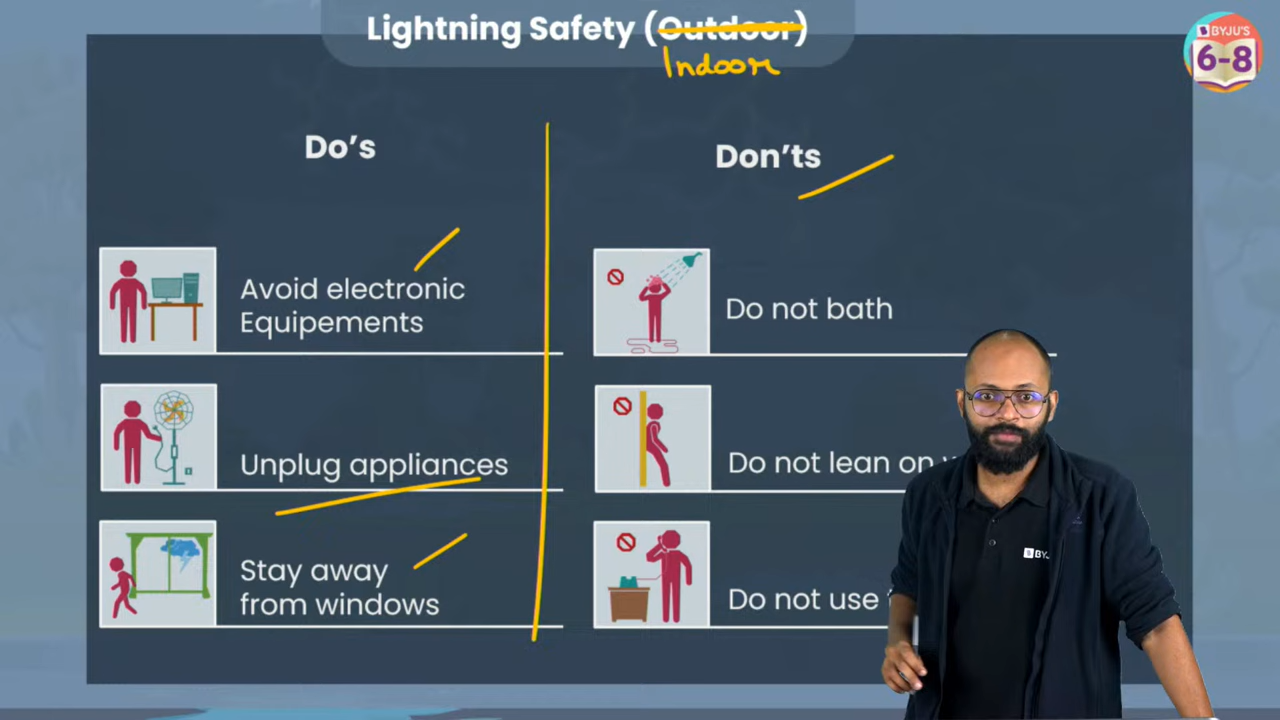 Lightning Safety (Outdoor)
Indoor
BYJU'S
6-8
Do's
Don'ts
Avoid electronic
Equipements
Do not bath
Unplug appliances
Do not lean on
Stay away
from windows
Do not use
BY